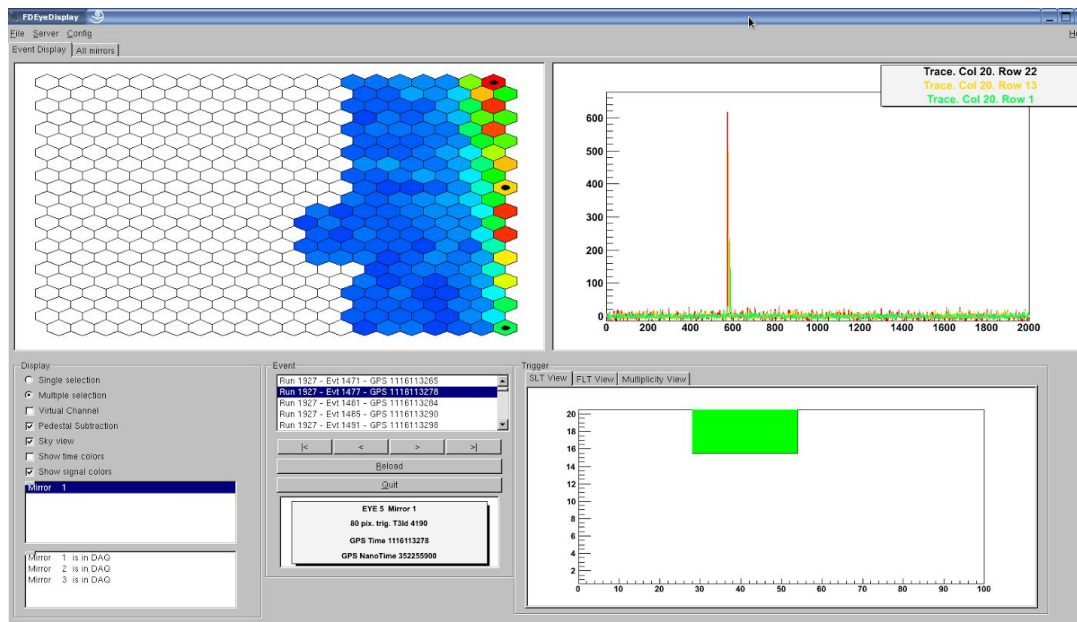 FDEyeDisplay
File Server Config
Event Display All mirrors
Trace. Col 20. Row 22
Trace. Col 20. Row 13
Trace. Col 20. Row 1
600
500
400
300
200
100
0
0 200 400 600 800 1000 1200 1400 1600 1800 2000
Display
Single selection
Multiple selection
Virtual Channel
Pedestal Subtraction
Sky view
Show time colors
Show signal colors
Mirror 1
Mirror 1 is in DAQ
Mirror 2 is in DAQ
Mirror 3 is in DAQ
Event
Run 1927 - Evt 1471 - GPS 1116113265
Run 1927 - Evt 1477 - GPS 1116113278
Run 1927 - Evt 1481 - GPS 1116113284
Run 1927 - Evt 1485 - GPS 1116113290
Run 1927 - Evt 1491 - GPS 1116113298
|< < > >|
Reload
Quit
EYE 5 Mirror 1
80 pix. trig. T3Id 4190
GPS Time 1116113278
GPS NanoTime 352255900
Trigger
SLT View FLT View Multiplicity View
20
18
16
14
12
10
8
6
4
2
0 10 20 30 40 50 60 70 80 90 100